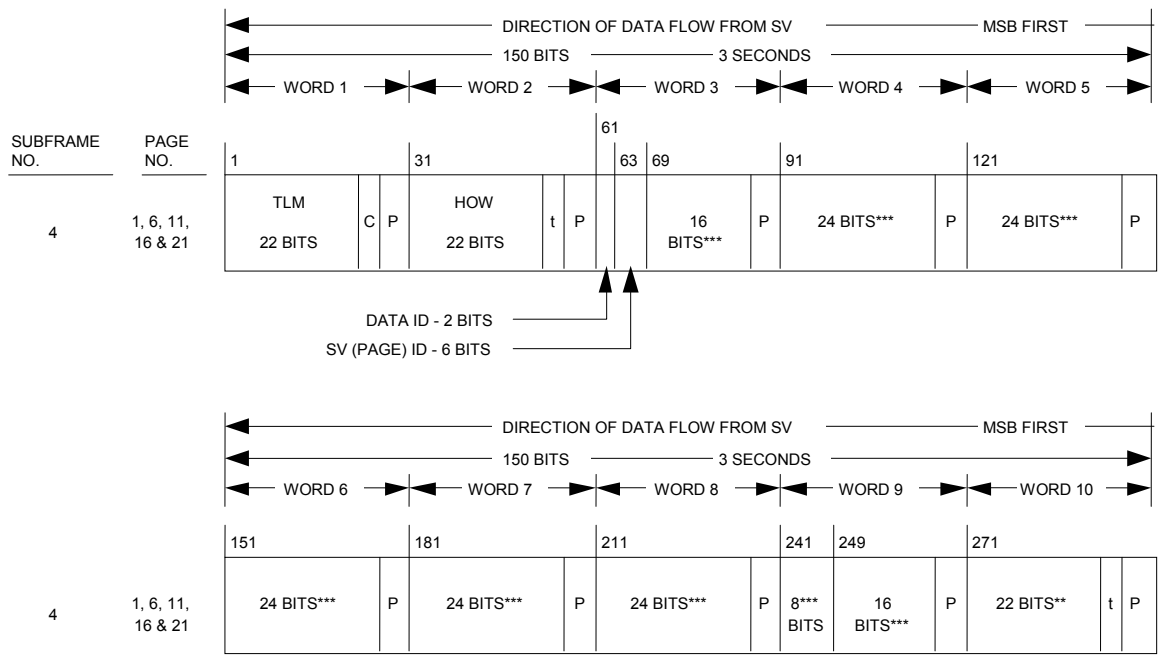 DIRECTION OF DATA FLOW FROM SV MSB FIRST
150 BITS 3 SECONDS
WORD 1 WORD 2 WORD 3 WORD 4 WORD 5
SUBFRAME NO. PAGE NO.
1 31 61 63 69 91 121
4
1, 6, 11, 16 & 21
TLM
22 BITS
C P
HOW
22 BITS
t P
16 BITS***
P
24 BITS***
P
24 BITS***
P
DATA ID - 2 BITS
SV (PAGE) ID - 6 BITS
DIRECTION OF DATA FLOW FROM SV MSB FIRST
150 BITS 3 SECONDS
WORD 6 WORD 7 WORD 8 WORD 9 WORD 10
151 181 211 241 249 271
4
1, 6, 11, 16 & 21
24 BITS***
P
24 BITS***
P
24 BITS***
P
8*** BITS
16 BITS***
P
22 BITS**
t P